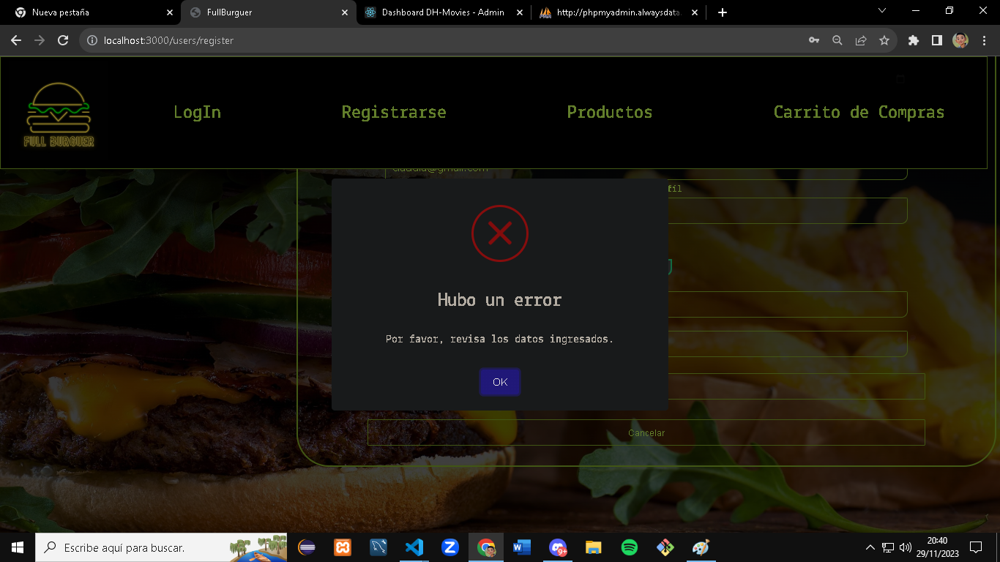 Nueva pestaña
FullBurguer
Dashboard DH-Movies - Admin
http://phpmyadmin.alwaysdata.
localhost:3000/users/register
FULL BURGUER
LogIn
Registrarse
Productos
Carrito de Compras
claudia@gmail.com
fil
Hubo un error
Por favor, revisa los datos ingresados.
OK
Cancelar
Escribe aquí para buscar.
9+
20:40
29/11/2023